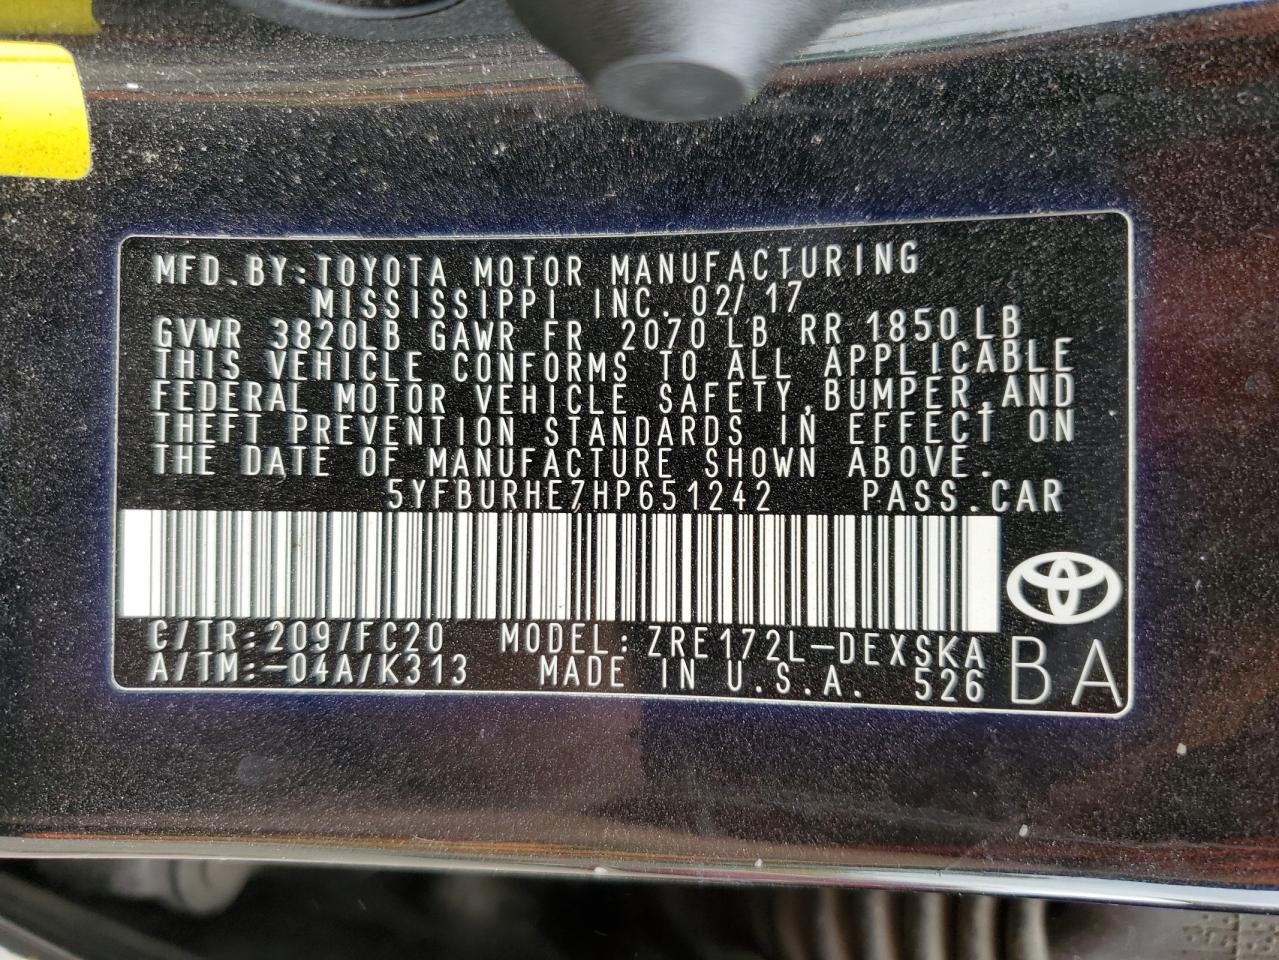 MFD.BY:TOYOTA MOTOR MANUFACTURING
MISSISSIPPI INC. 02/17
GVWR 3820LB GAWR FR 2070 LB RR 1850 LB
THIS VEHICLE CONFORMS TO ALL APPLICABLE
FEDERAL MOTOR VEHICLE SAFETY,BUMPER,AND
THEFT PREVENTION STANDARDS IN EFFECT ON
THE DATE OF MANUFACTURE SHOWN ABOVE.
5YFBURHE7HP651242 PASS.CAR
C/TR:209/FC20 MODEL:ZRE172L-DEXSKA
A/TM:-04A/K313 MADE IN U.S.A. 526
BA